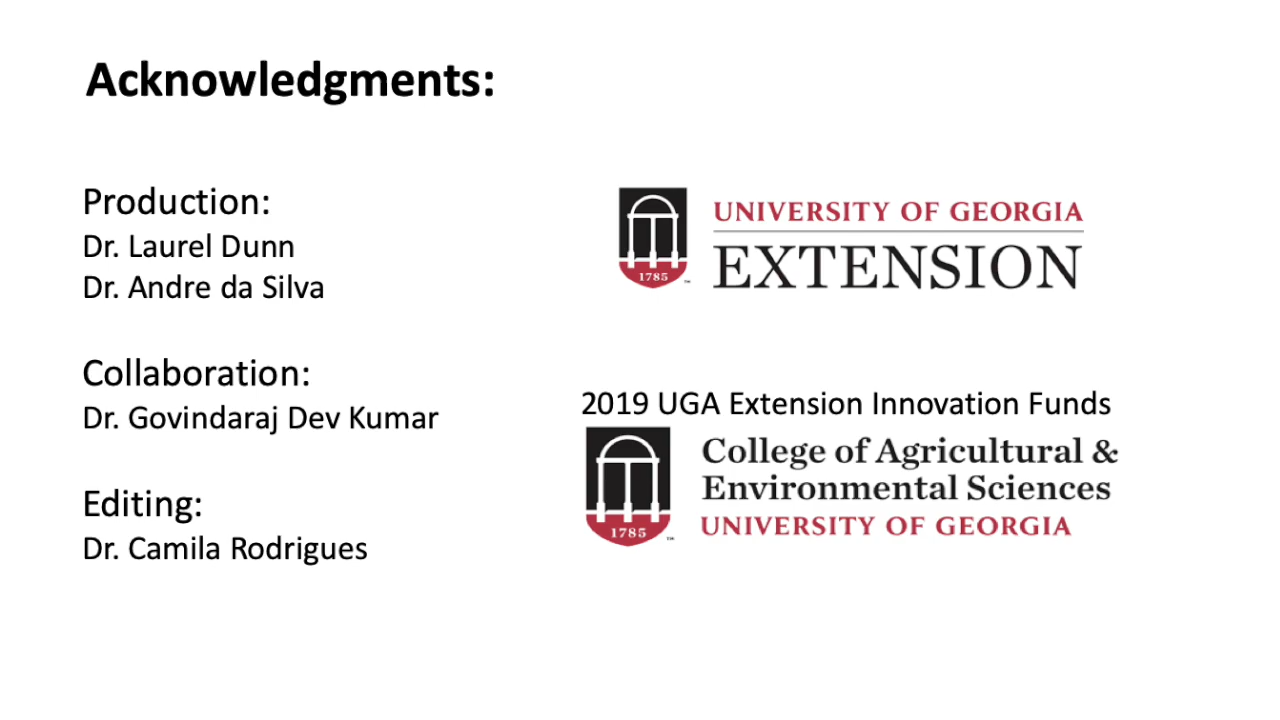 Acknowledgments:
Production:
Dr. Laurel Dunn
Dr. Andre da Silva
Collaboration:
Dr. Govindaraj Dev Kumar
Editing:
Dr. Camila Rodrigues
1785
UNIVERSITY OF GEORGIA
EXTENSION
2019 UGA Extension Innovation Funds
1785
College of Agricultural &
Environmental Sciences
UNIVERSITY OF GEORGIA